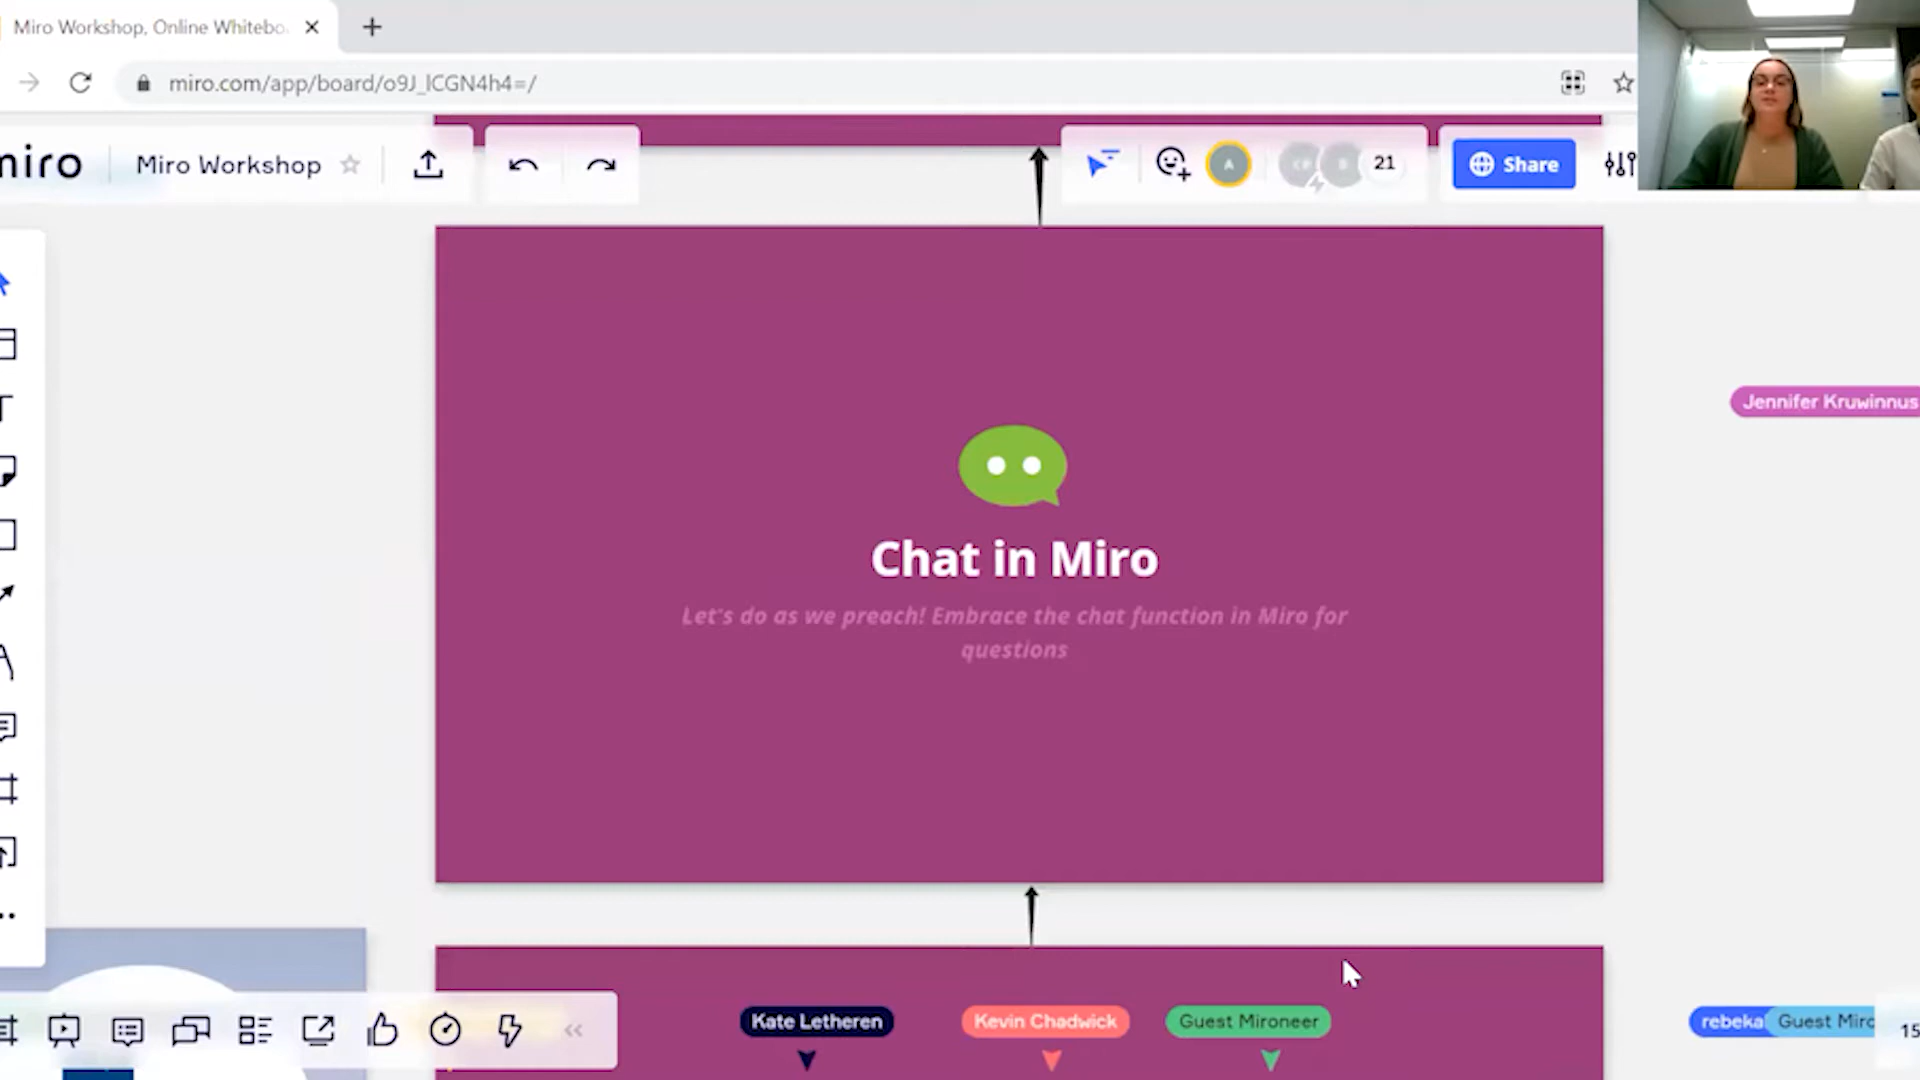 Miro Workshop, Online Whitebo
miro.com/app/board/o9J_lCGN4h4=/
miro
Miro Workshop
A
21
Share
Jennifer Kruwinnus
Chat in Miro
Let's do as we preach! Embrace the chat function in Miro for
questions
Kate Letheren
Kevin Chadwick
Guest Mironeer
rebeka
Guest Miro
15